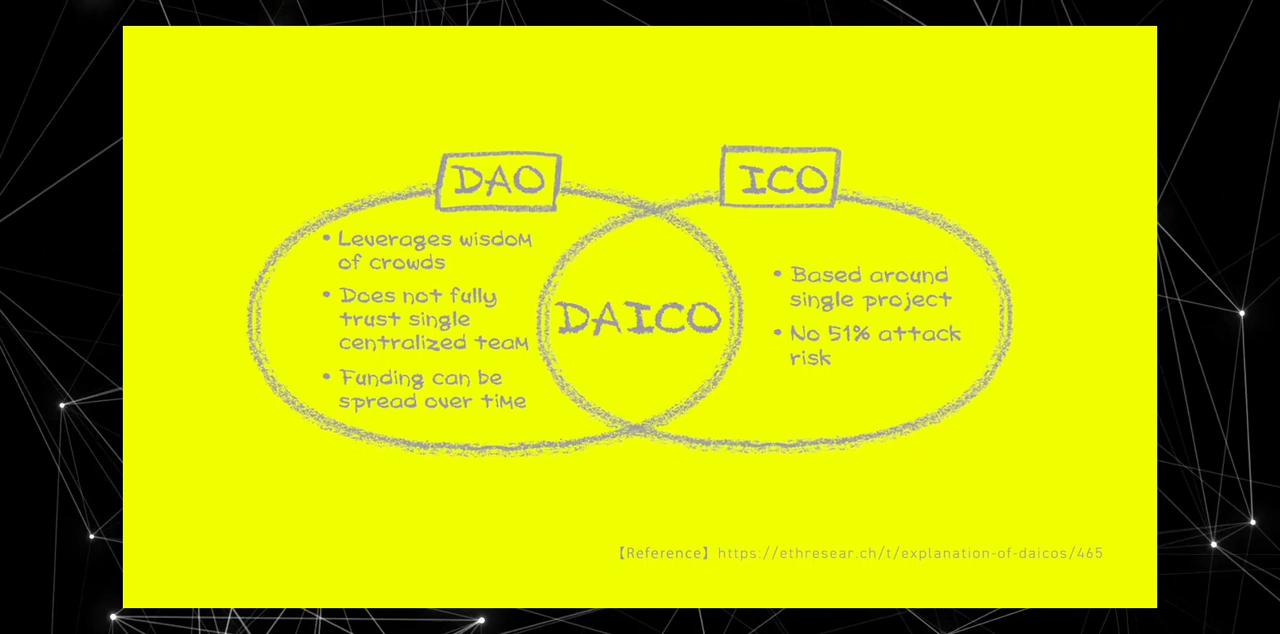 DAO
ICO
• Leverages wisdom
of crowds
• Does not fully
trust single
centralized team
• Funding can be
spread over time
DAICO
• Based around
single project
• No 51% attack
risk
【Reference】https://ethresear.ch/t/explanation-of-daicos/465